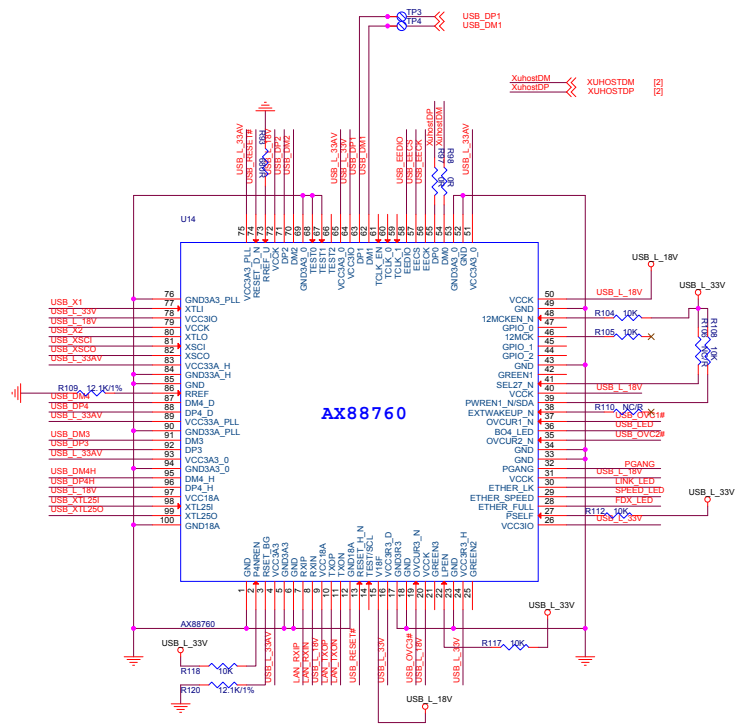 TP3
USB_DP1
TP4
USB_DM1
XuhostDM
XUHOSTDM [2]
XuhostDP
XUHOSTDP [2]
USB_L_33AV
USB_RESET#
R93
USB_L_18V
USB_DP2
USB_DM2
USB_L_33AV
USB_L_33V
USB_DP1
USB_DM1
USB_EEDIO
USB_EECS
USB_EECK
XuhostDP
XuhostDM
R97
R98
0R
USB_L_33AV
U14
75
74
73
72
71
70
69
68
67
66
65
64
63
62
61
60
59
58
57
56
55
54
53
52
51
VCC3A3_PLL
RESET_D_N
RREF_U
VCCK
DP2
DM2
GND3A3_0
TEST0
TEST1
TEST2
VCC3A3_0
VCC3IO
DP1
DM1
TCLK_EN
TCLK_0
TCLK_1
EEDIO
EECS
EECK
DP0
DM0
GND3A3_0
GND
VCC3A3_0
76 GND3A3_PLL
USB_X1 77 XTLI
USB_L_33V 78 VCC3IO
USB_L_18V 79 VCCK
USB_X2 80 XTLO
USB_XSCI 81 XSCI
USB_XSCO 82 XSCO
USB_L_33AV 83 VCC33A_H
84 GND33A_H
85 GND
R109 12.1K/1% 86 RREF
USB_DM4 87 DM4_D
USB_DP4 88 DP4_D
USB_L_33AV 89 VCC33A_PLL
90 GND33A_PLL
USB_DM3 91 DM3
USB_DP3 92 DP3
USB_L_33AV 93 VCC3A3_0
94 GND3A3_0
USB_DM4H 95 DM4_H
USB_DP4H 96 DP4_H
USB_L_18V 97 VCC18A
USB_XTL25I 98 XTL25I
USB_XTL25O 99 XTL25O
100 GND18A
AX88760
USB_L_18V
USB_L_33V
VCCK 50
GND 49
12MCKEN_N 48 R104 10K
GPIO_0 47
12MCK 46 R105 10K
GPIO_1 45
GPIO_2 44
GND 43
GREEN1 42
SEL27_N 41
VCCK 40 USB_L_18V
PWREN1_N/SDA 39
EXTWAKEUP_N 38 R110 NC/R
OVCUR1_N 37 USB_OVC1#
BO4_LED 36 USB_LED
OVCUR2_N 35 USB_OVC2#
GND 34
GND 33
PGANG 32 PGANG
VCCK 31 USB_L_18V
ETHER_LK 30 LINK_LED
ETHER_SPEED 29 SPEED_LED
ETHER_FULL 28 FDX_LED
PSELF 27 R112 10K
VCC3IO 26 USB_L_33V
USB_L_33V
R106
R108
10K
GND
P4NREN
RSET_BG
VCC3A3
GND3A3
GND
RXIP
RXIN
VCC18A
TXOP
TXON
GND18A
RESET_H_N
TEST/SCL
V18F
VCC3R3_D
GND3R3
GND
OVCUR3_N
VCCK
GREEN3
LPEN
GND
VCC3R3_H
GREEN2
1
2
3
4
5
6
7
8
9
10
11
12
13
14
15
16
17
18
19
20
21
22
23
24
25
AX88760
USB_L_33AV
LAN_RXIP
LAN_RXIN
USB_L_18V
LAN_TXOP
LAN_TXON
USB_RESET#
USB_L_33V
USB_OVC3#
USB_L_18V
USB_L_33V
USB_L_33V
R118 10K
R120 12.1K/1%
R117 10K
USB_L_33V
USB_L_18V